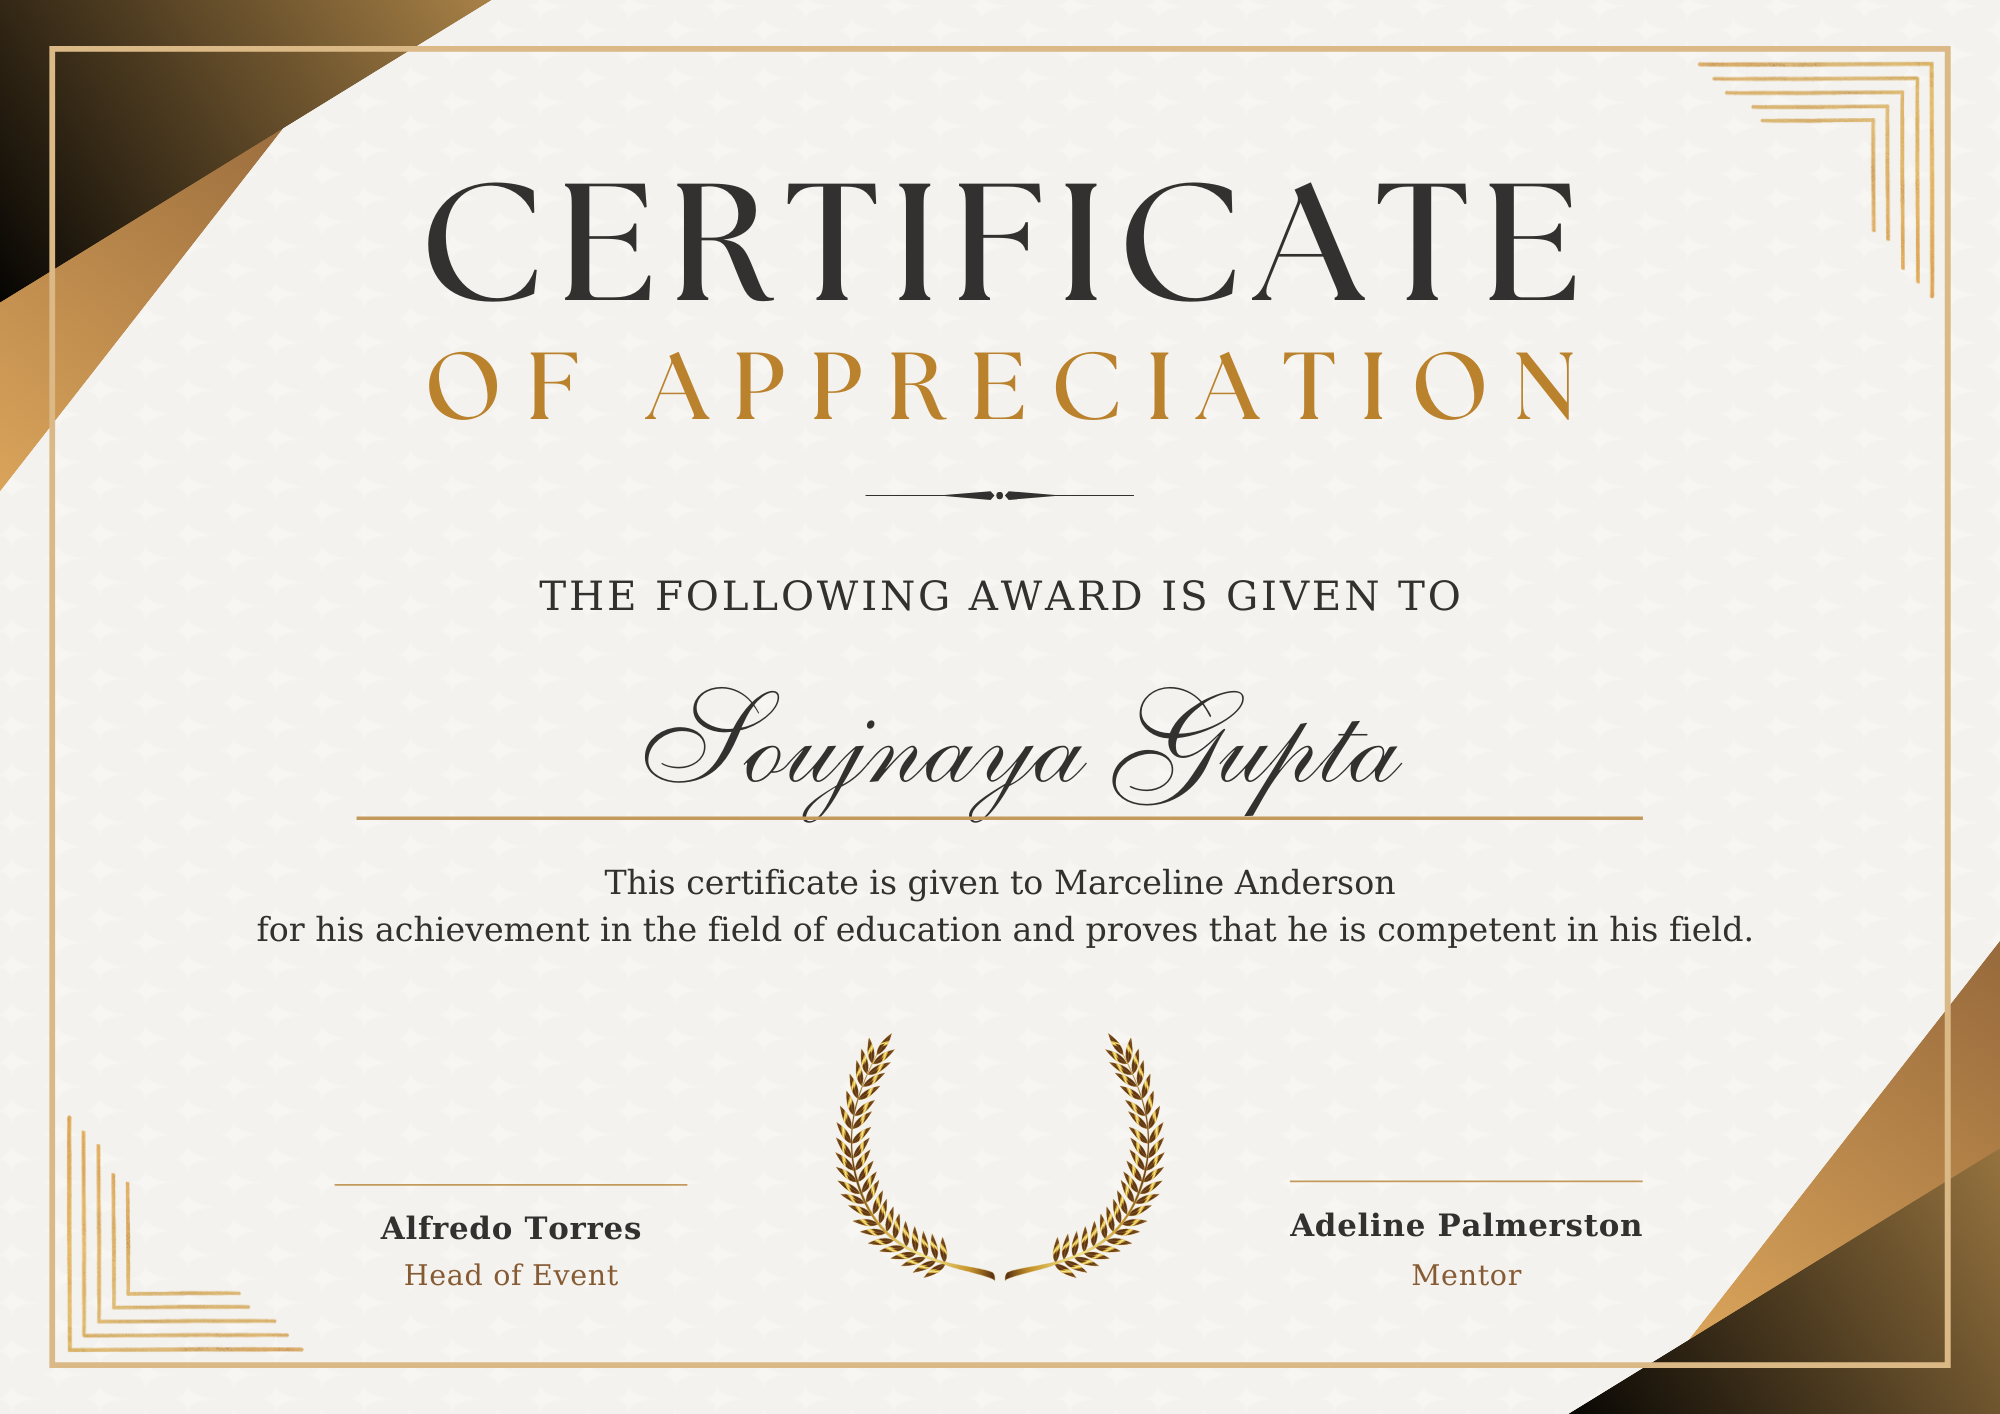 CERTIFICATE
OF APPRECIATION
THE FOLLOWING AWARD IS GIVEN TO
Soujnaya Gupta
This certificate is given to Marceline Anderson
for his achievement in the field of education and proves that he is competent in his field.
Alfredo Torres
Head of Event
Adeline Palmerston
Mentor